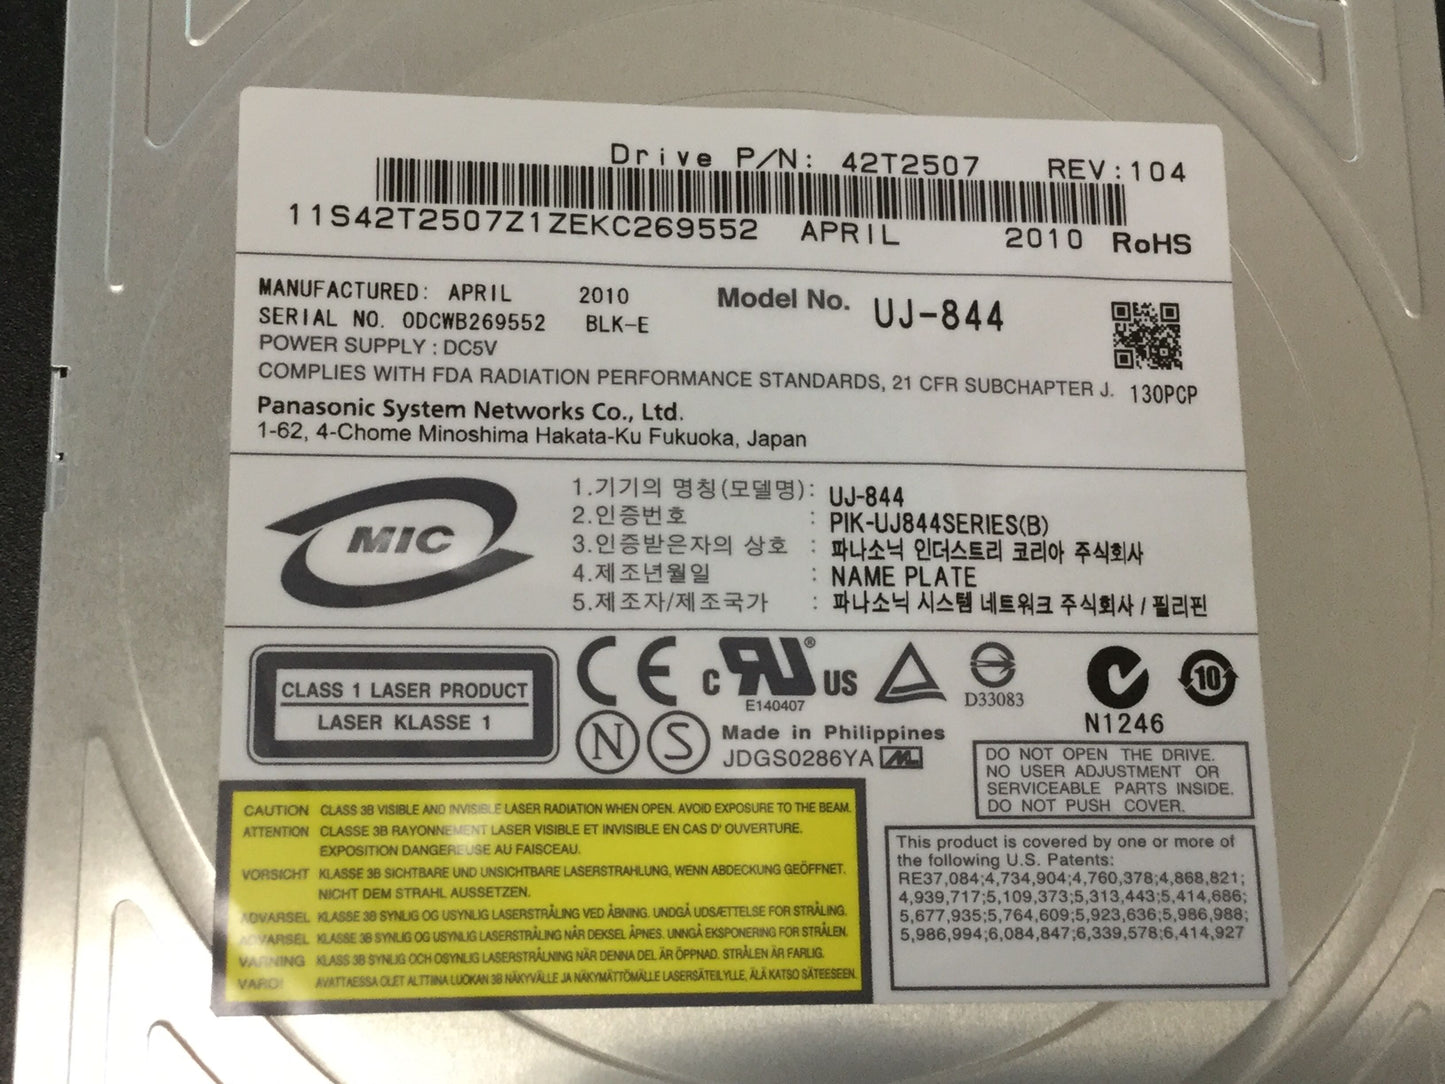 Drive P/N: 42T2507 REV:104
11S42T2507Z1ZEKC269552 APRIL 2010 RoHS
MANUFACTURED: APRIL 2010 Model No. UJ-844
SERIAL NO. ODCWB269552 BLK-E
POWER SUPPLY : DC5V
COMPLIES WITH FDA RADIATION PERFORMANCE STANDARDS, 21 CFR SUBCHAPTER J. 130PCP
Panasonic System Networks Co., Ltd.
1-62, 4-Chome Minoshima Hakata-Ku Fukuoka, Japan
MIC
1.기기의 명칭(모델명): UJ-844
2.인증번호 : PIK-UJ844SERIES(B)
3.인증받은자의 상호 : 파나소닉 인더스트리 코리아 주식회사
4.제조년월일 : NAME PLATE
5.제조자/제조국가 : 파나소닉 시스템 네트워크 주식회사 / 필리핀
CLASS 1 LASER PRODUCT
LASER KLASSE 1
CE
c RU ® US
E140407
D33083
N1246
10
N S
Made in Philippines
JDGS0286YA
DO NOT OPEN THE DRIVE.
NO USER ADJUSTMENT OR
SERVICEABLE PARTS INSIDE.
DO NOT PUSH COVER.
CAUTION CLASS 3B VISIBLE AND INVISIBLE LASER RADIATION WHEN OPEN. AVOID EXPOSURE TO THE BEAM.
ATTENTION CLASSE 3B RAYONNEMENT LASER VISIBLE ET INVISIBLE EN CAS D' OUVERTURE.
EXPOSITION DANGEREUSE AU FAISCEAU.
VORSICHT KLASSE 3B SICHTBARE UND UNSICHTBARE LASERSTRAHLUNG, WENN ABDECKUNG GEÖFFNET.
NICHT DEM STRAHL AUSSETZEN.
ADVARSEL KLASSE 3B SYNLIG OG USYNLIG LASERSTRÅLING VED ÅBNING. UNDGÅ UDSÆTTELSE FOR STRÅLING.
ADVARSEL KLASSE 3B SYNLIG OG USYNLIG LASERSTRÅLING NÅR DEKSEL ÅPNES. UNNGÅ EKSPONERING FOR STRÅLEN.
VARNING KLASS 3B SYNLIG OCH OSYNLIG LASERSTRÅLNING NÄR DENNA DEL ÄR ÖPPNAD. STRÅLEN ÄR FARLIG.
VARO! AVATTAESSA OLET ALTTIINA LUOKAN 3B NÄKYVÄLLE JA NÄKYMÄTTÖMÄLLE LASERSÄTEILYLLE, ÄLÄ KATSO SÄTEESEEN.
This product is covered by one or more of
the following U.S. Patents:
RE37,084;4,734,904;4,760,378;4,868,821;
4,939,717;5,109,373;5,313,443;5,414,686;
5,677,935;5,764,609;5,923,636;5,986,988;
5,986,994;6,084,847;6,339,578;6,414,927